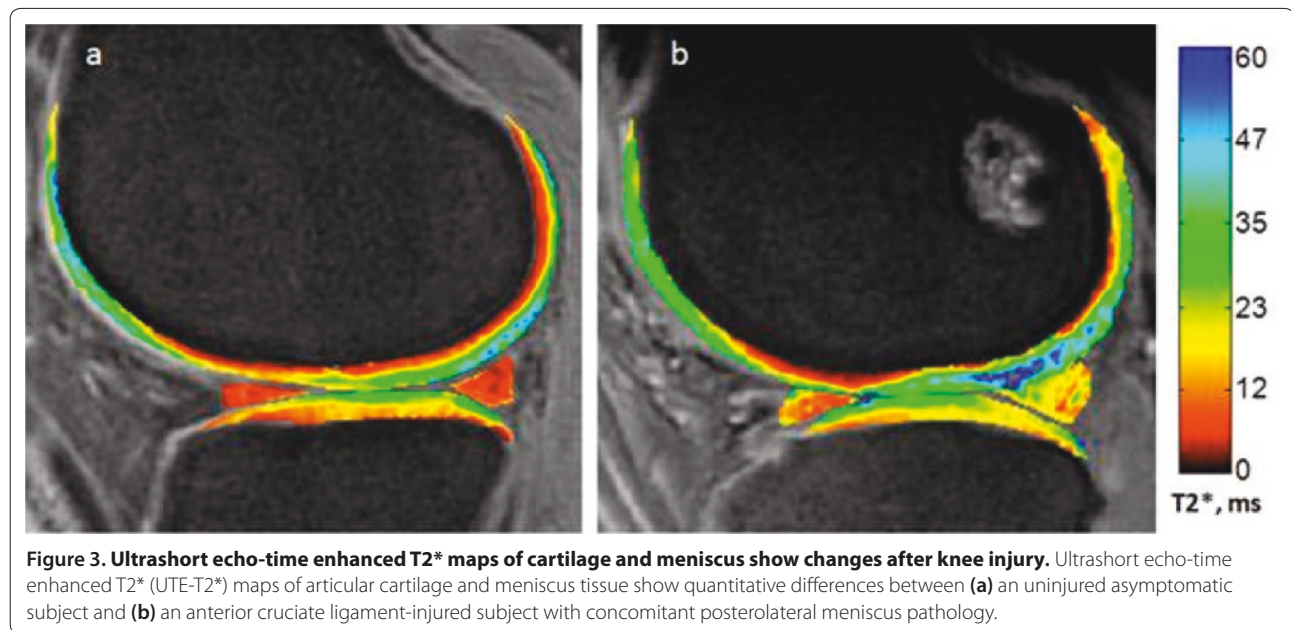 a
b
60
47
35
23
12
0
T2*, ms
Figure 3. Ultrashort echo-time enhanced T2* maps of cartilage and meniscus show changes after knee injury. Ultrashort echo-time
enhanced T2* (UTE-T2*) maps of articular cartilage and meniscus tissue show quantitative differences between (a) an uninjured asymptomatic
subject and (b) an anterior cruciate ligament-injured subject with concomitant posterolateral meniscus pathology.